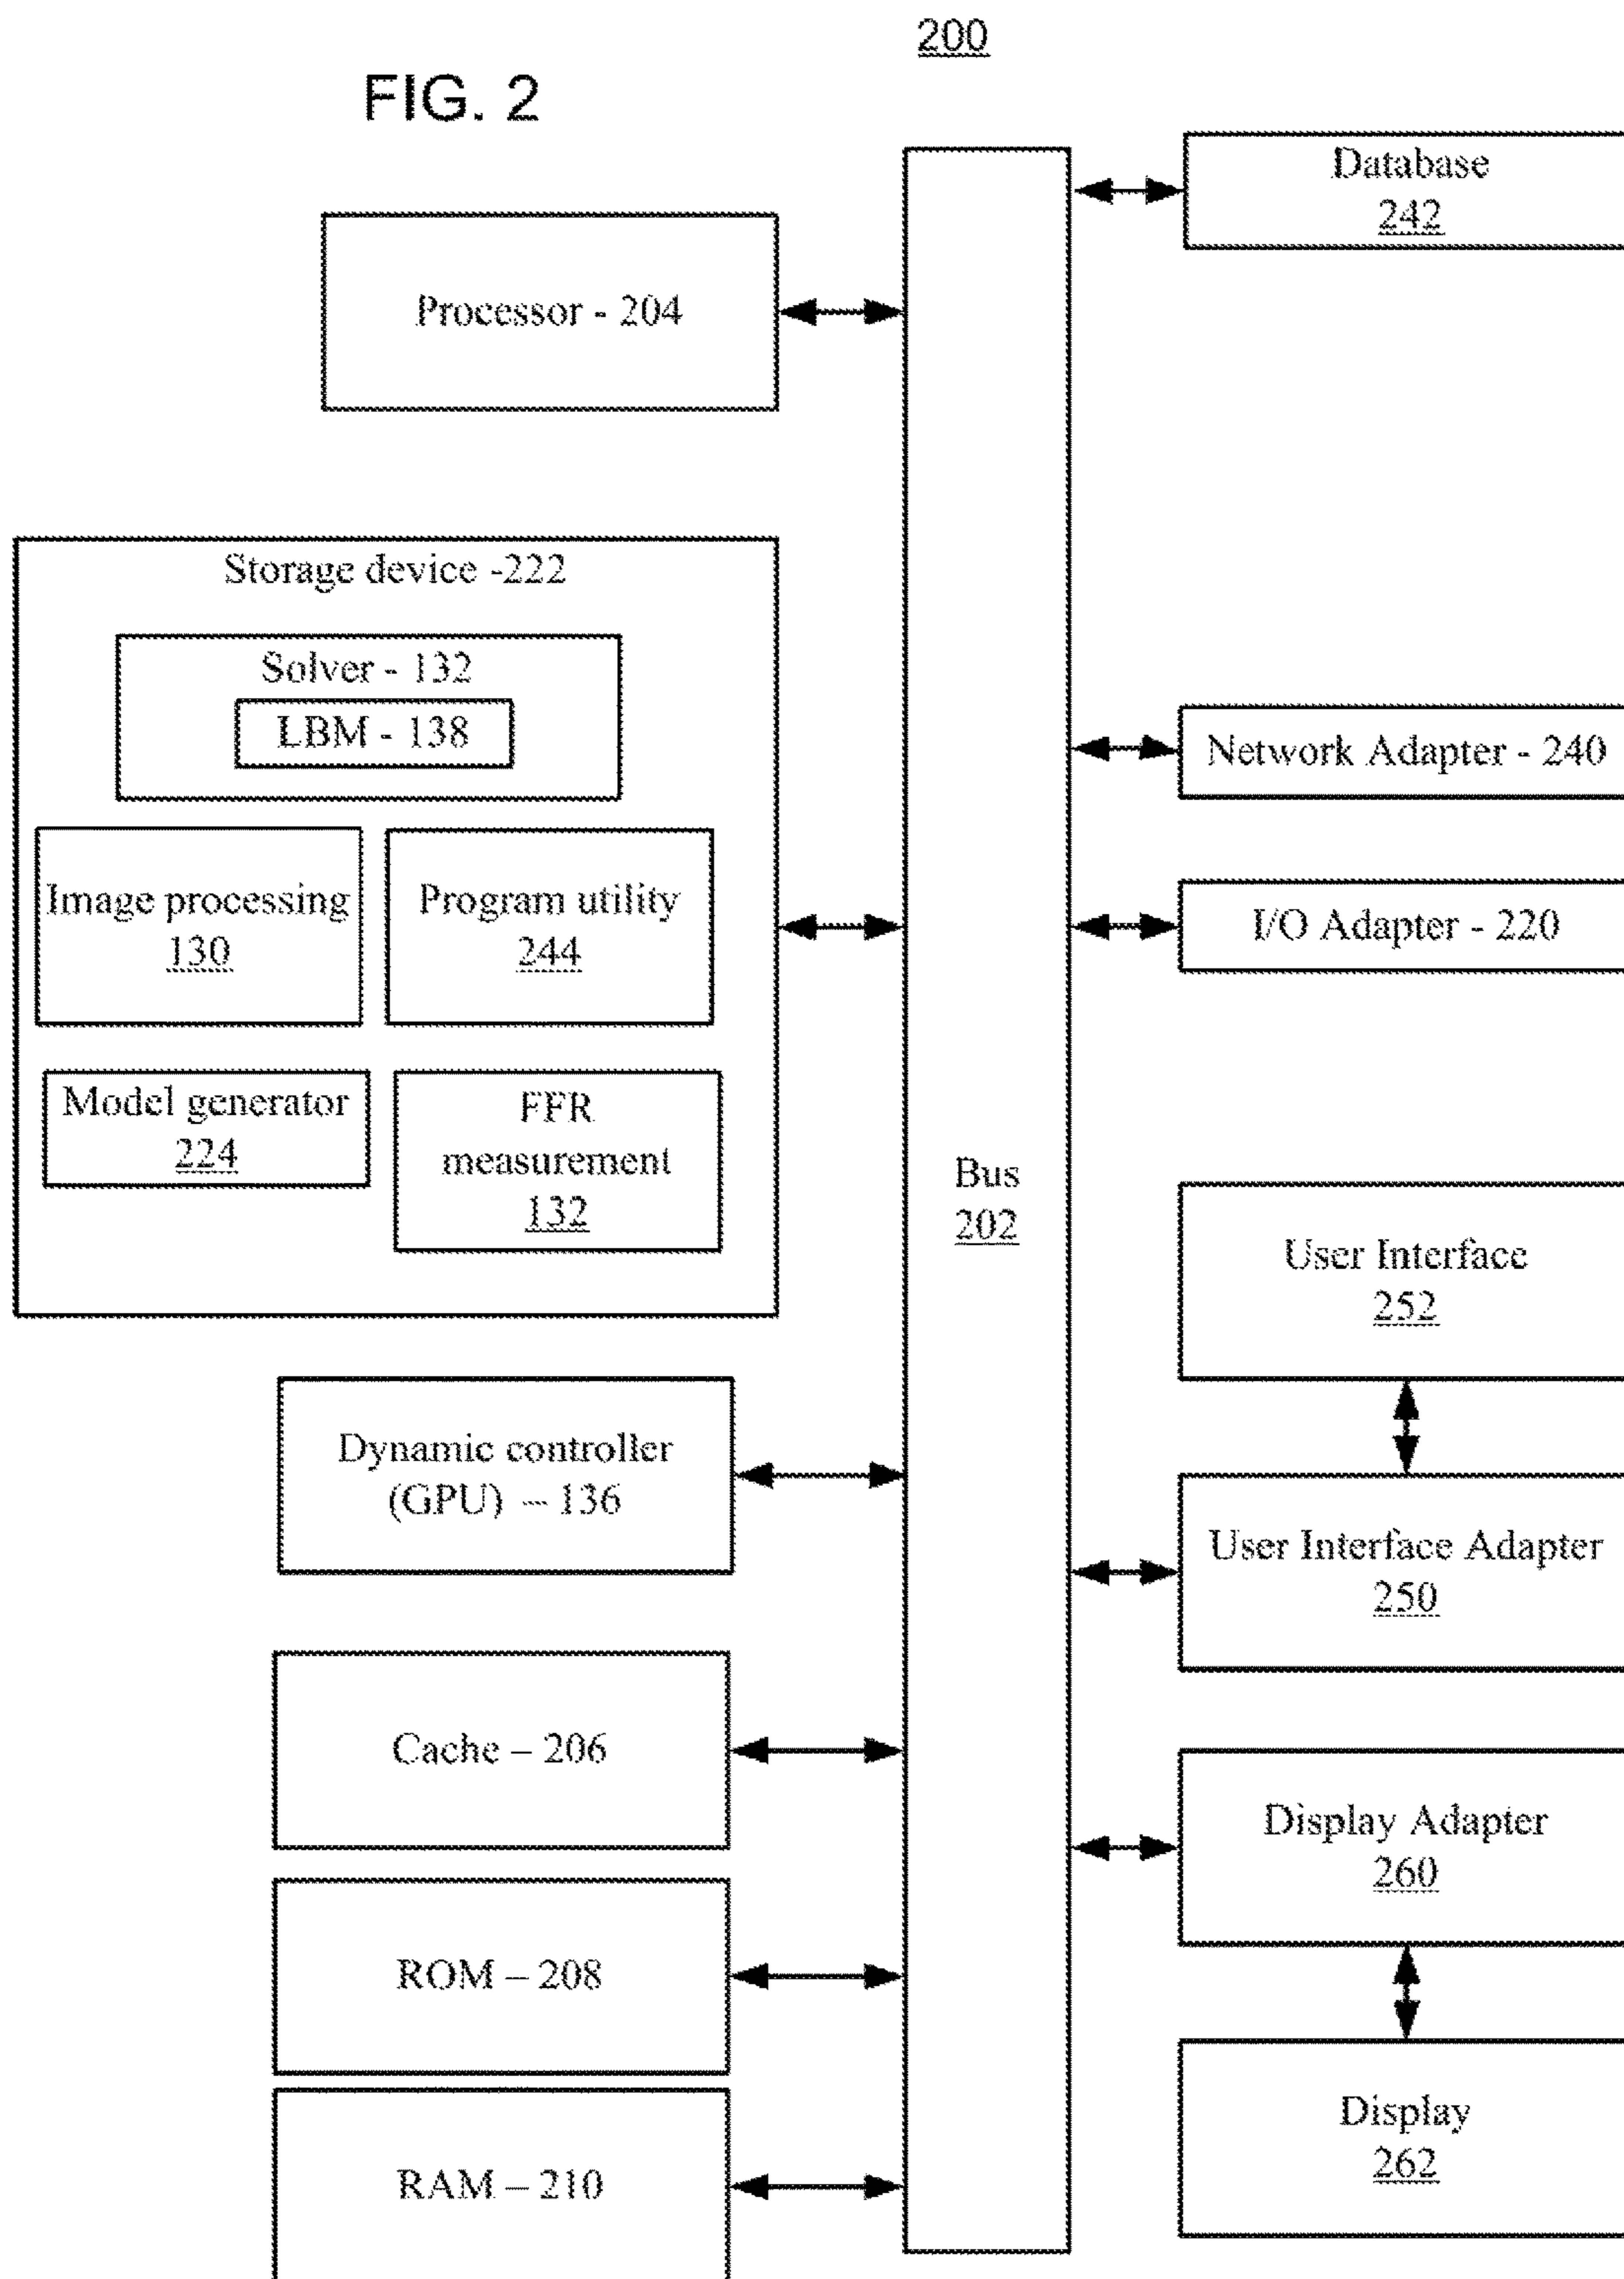 200
FIG. 2
Database
242
Processor - 204
Storage device -222
Solver - 132
LBM - 138
Image processing
130
Program utility
244
Model generator
224
FFR
measurement
132
Dynamic controller
(GPU) – 136
Cache – 206
ROM – 208
RAM – 210
Bus
202
Network Adapter - 240
I/O Adapter - 220
User Interface
252
User Interface Adapter
250
Display Adapter
260
Display
262